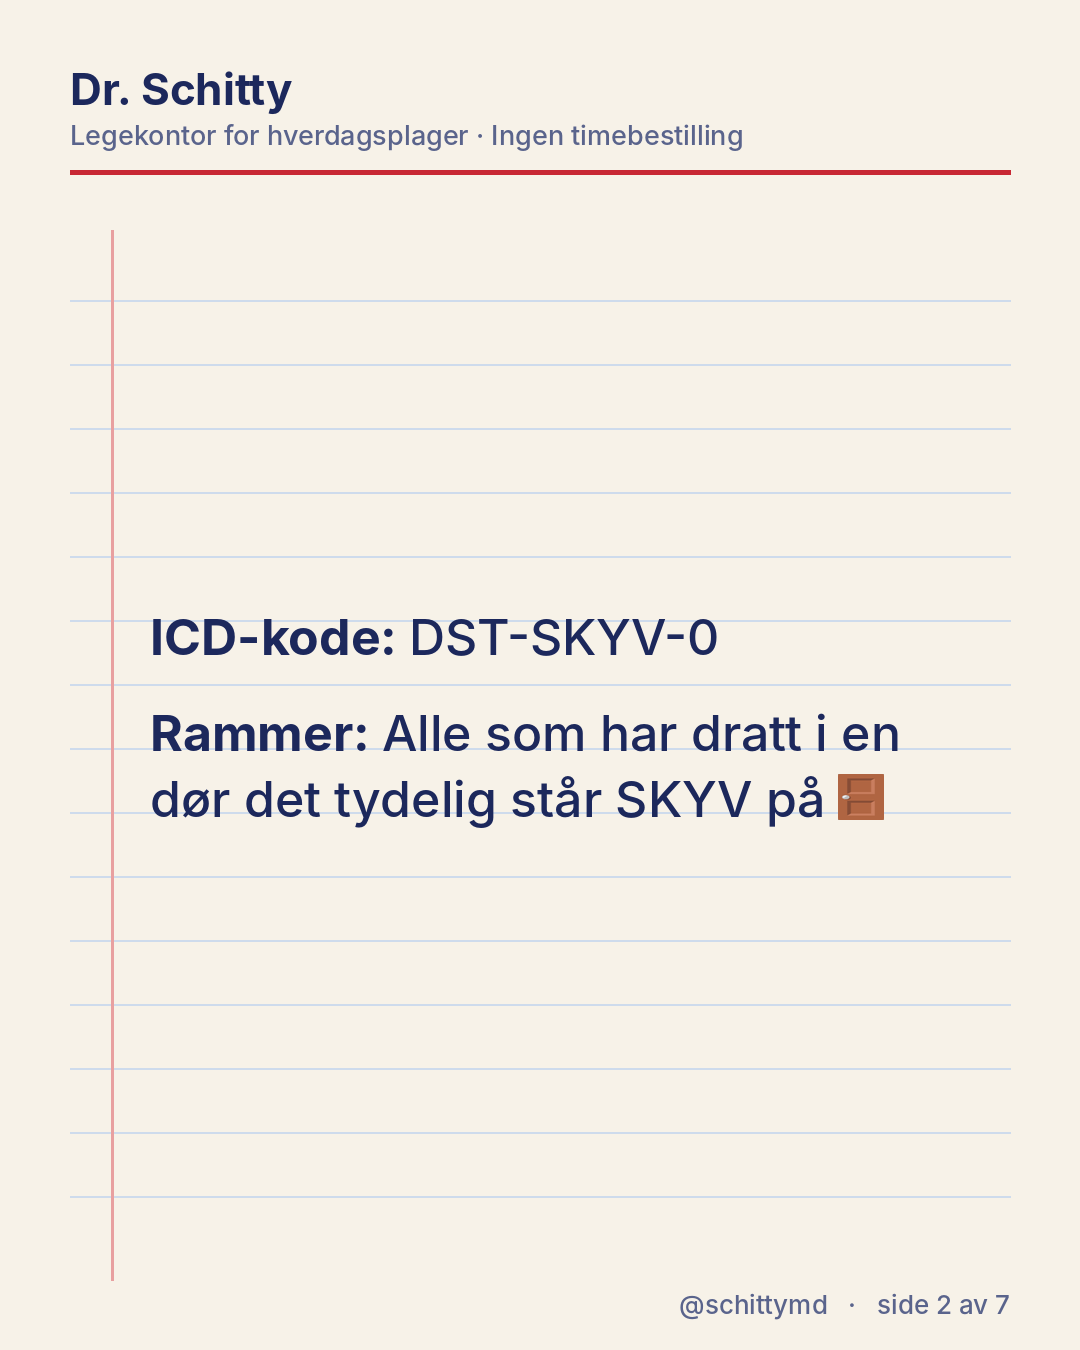 Dr. Schitty
Legekontor for hverdagsplager · Ingen timebestilling
ICD-kode: DST-SKYV-0
Rammer: Alle som har dratt i en
dør det tydelig står SKYV på 🚪
@schittymd · side 2 av 7